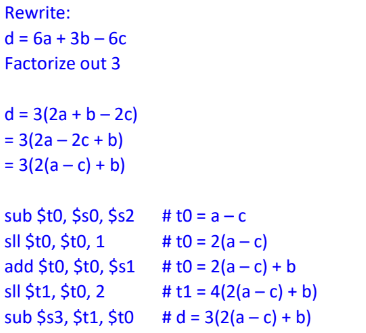 Rewrite:
d = 6a + 3b – 6c
Factorize out 3
d = 3(2a + b – 2c)
= 3(2a – 2c + b)
= 3(2(a – c) + b)
sub $t0, $s0, $s2 # t0 = a – c
sll $t0, $t0, 1 # t0 = 2(a – c)
add $t0, $t0, $s1 # t0 = 2(a – c) + b
sll $t1, $t0, 2 # t1 = 4(2(a – c) + b)
sub $s3, $t1, $t0 # d = 3(2(a – c) + b)